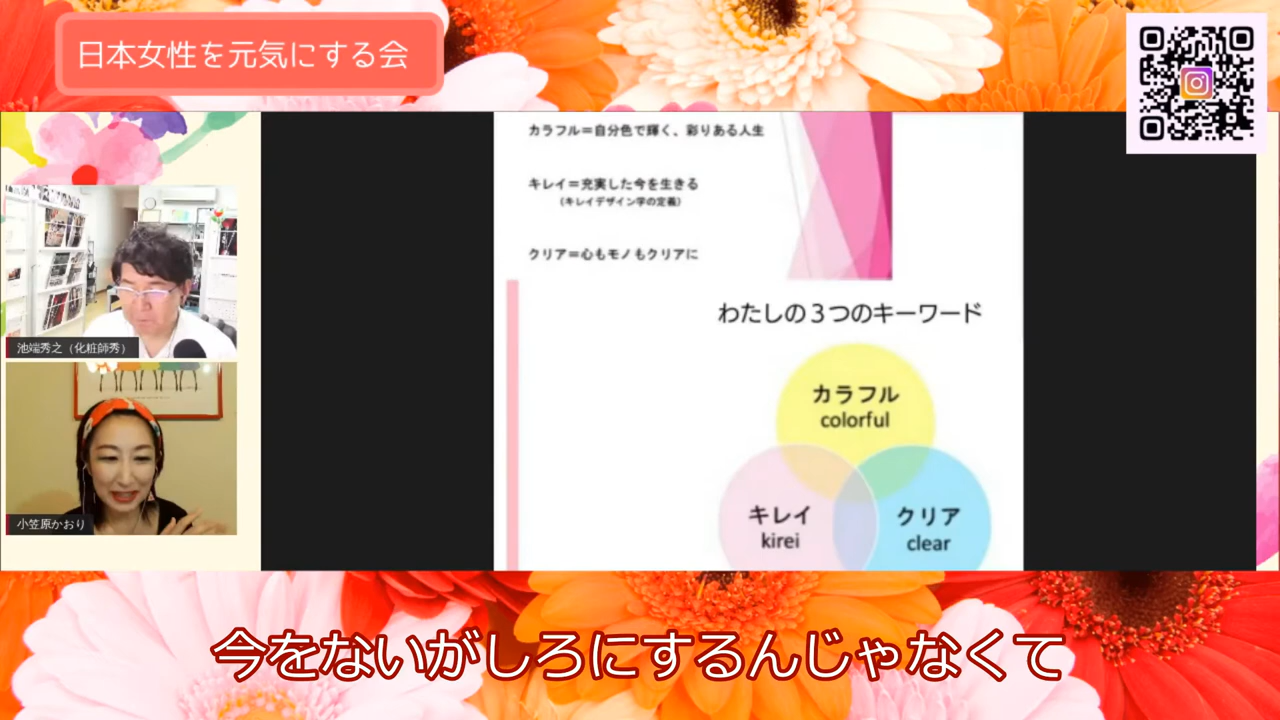 日本女性を元気にする会
カラフル＝自分色で輝く、彩りある人生
キレイ＝充実した今を生きる
（キレイデザイン学の定義）
クリア＝心もモノもクリアに
わたしの３つのキーワード
カラフル
colorful
キレイ
kirei
クリア
clear
池端秀之（化粧師秀）
小笠原かおり
今をないがしろにするんじゃなくて